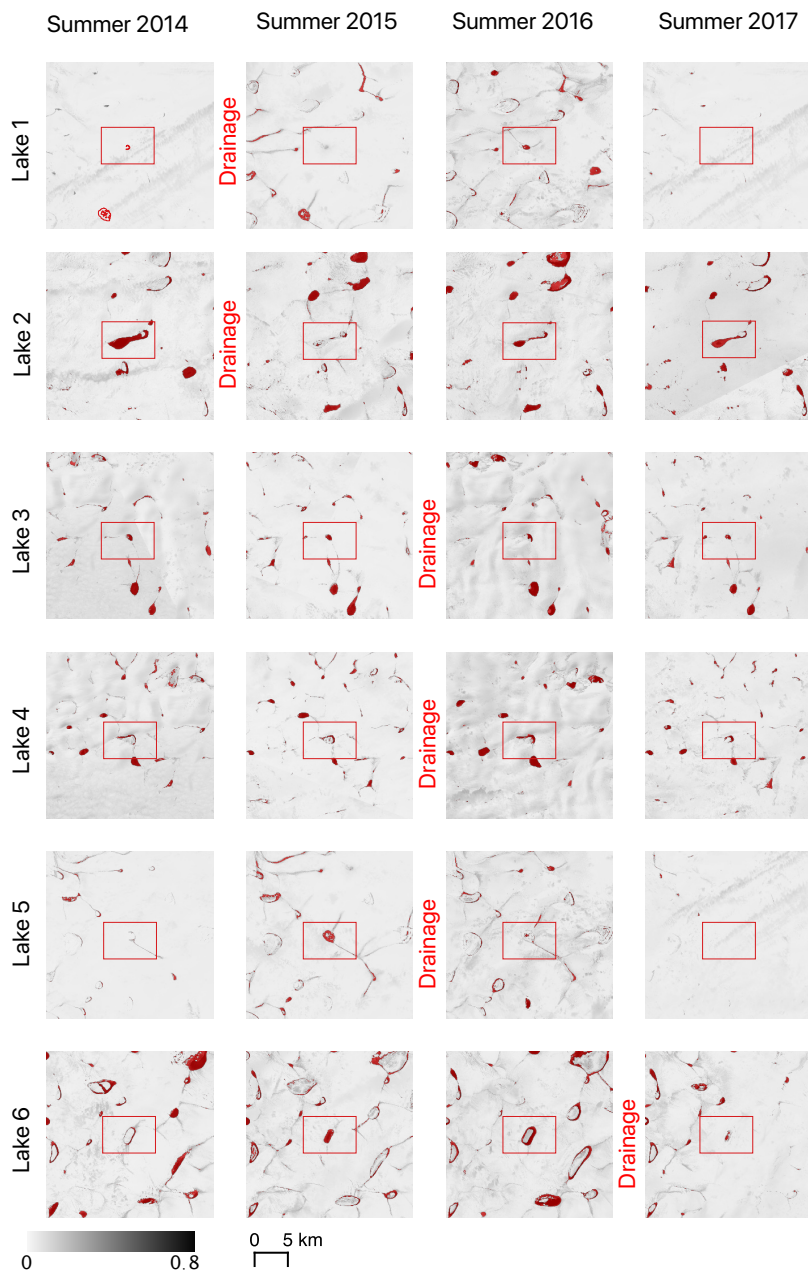 Summer 2014
Summer 2015
Summer 2016
Summer 2017
Lake 1
Drainage
Lake 2
Drainage
Lake 3
Drainage
Lake 4
Drainage
Lake 5
Drainage
Lake 6
Drainage
0 0.8
0 5 km